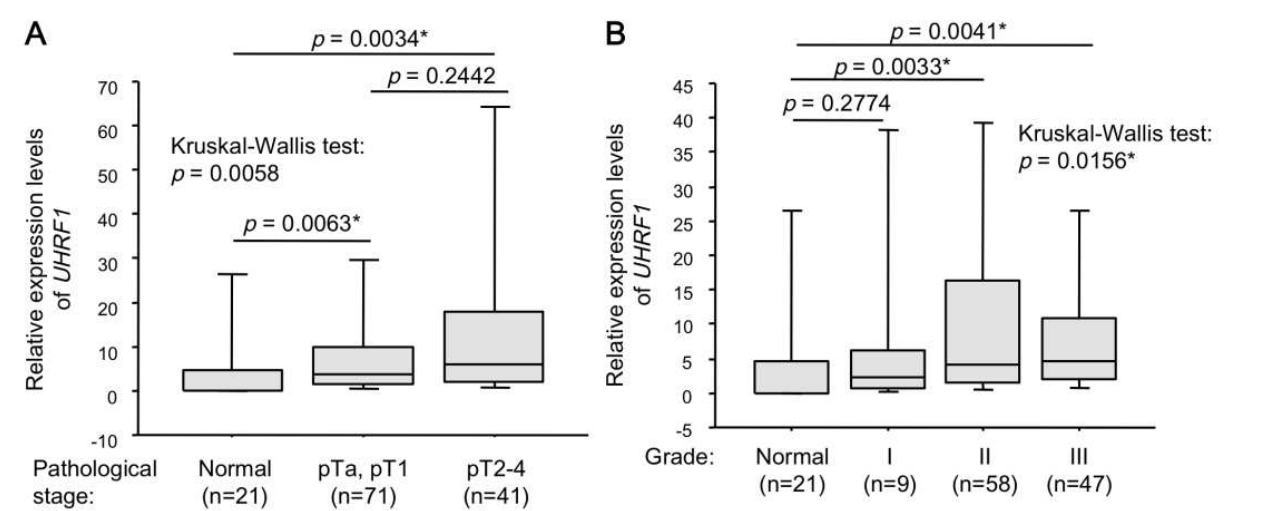 A
p = 0.0034*
p = 0.2442
Kruskal-Wallis test:
p = 0.0058
p = 0.0063*
Relative expression levels
of UHRF1
70
60
50
40
30
20
10
0
-10
Pathological
stage:
Normal
(n=21)
pTa, pT1
(n=71)
pT2-4
(n=41)
B
p = 0.0041*
p = 0.0033*
p = 0.2774
Kruskal-Wallis test:
p = 0.0156*
Relative expression levels
of UHRF1
45
40
35
30
25
20
15
10
5
0
-5
Grade:
Normal
(n=21)
I
(n=9)
II
(n=58)
III
(n=47)